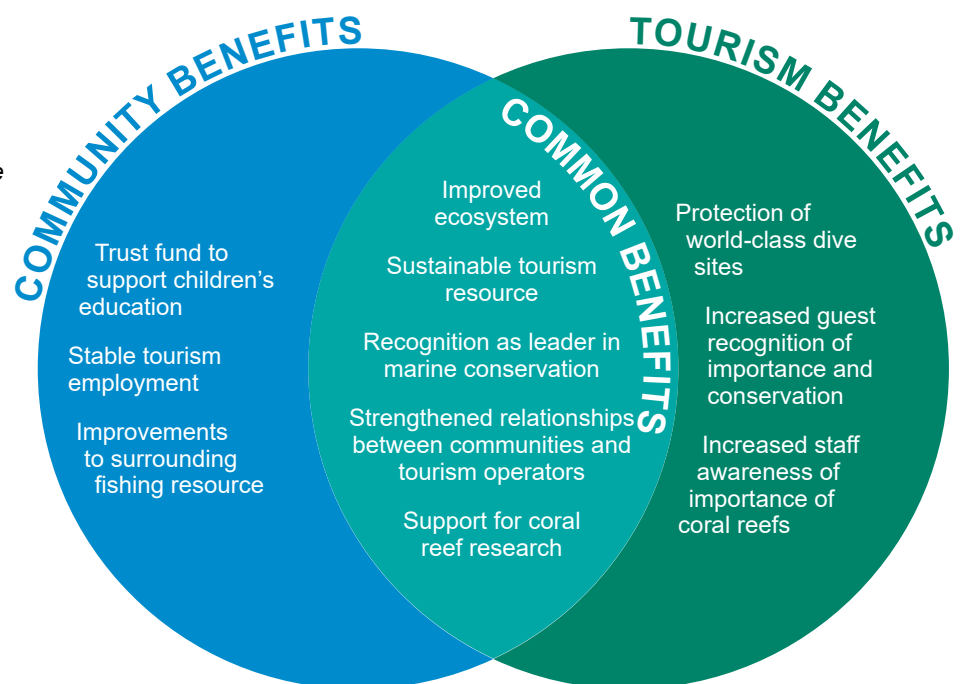 COMMUNITY BENEFITS
TOURISM BENEFITS
COMMON BENEFITS
e
Trust fund to
support children’s
education
Stable tourism
employment
Improvements
to surrounding
fishing resource
Improved
ecosystem
Sustainable tourism
resource
Recognition as leader in
marine conservation
Strengthened relationships
between communities and
tourism operators
Support for coral
reef research
Protection of
world-class dive
sites
Increased guest
recognition of
importance and
conservation
Increased staff
awareness of
importance of
coral reefs